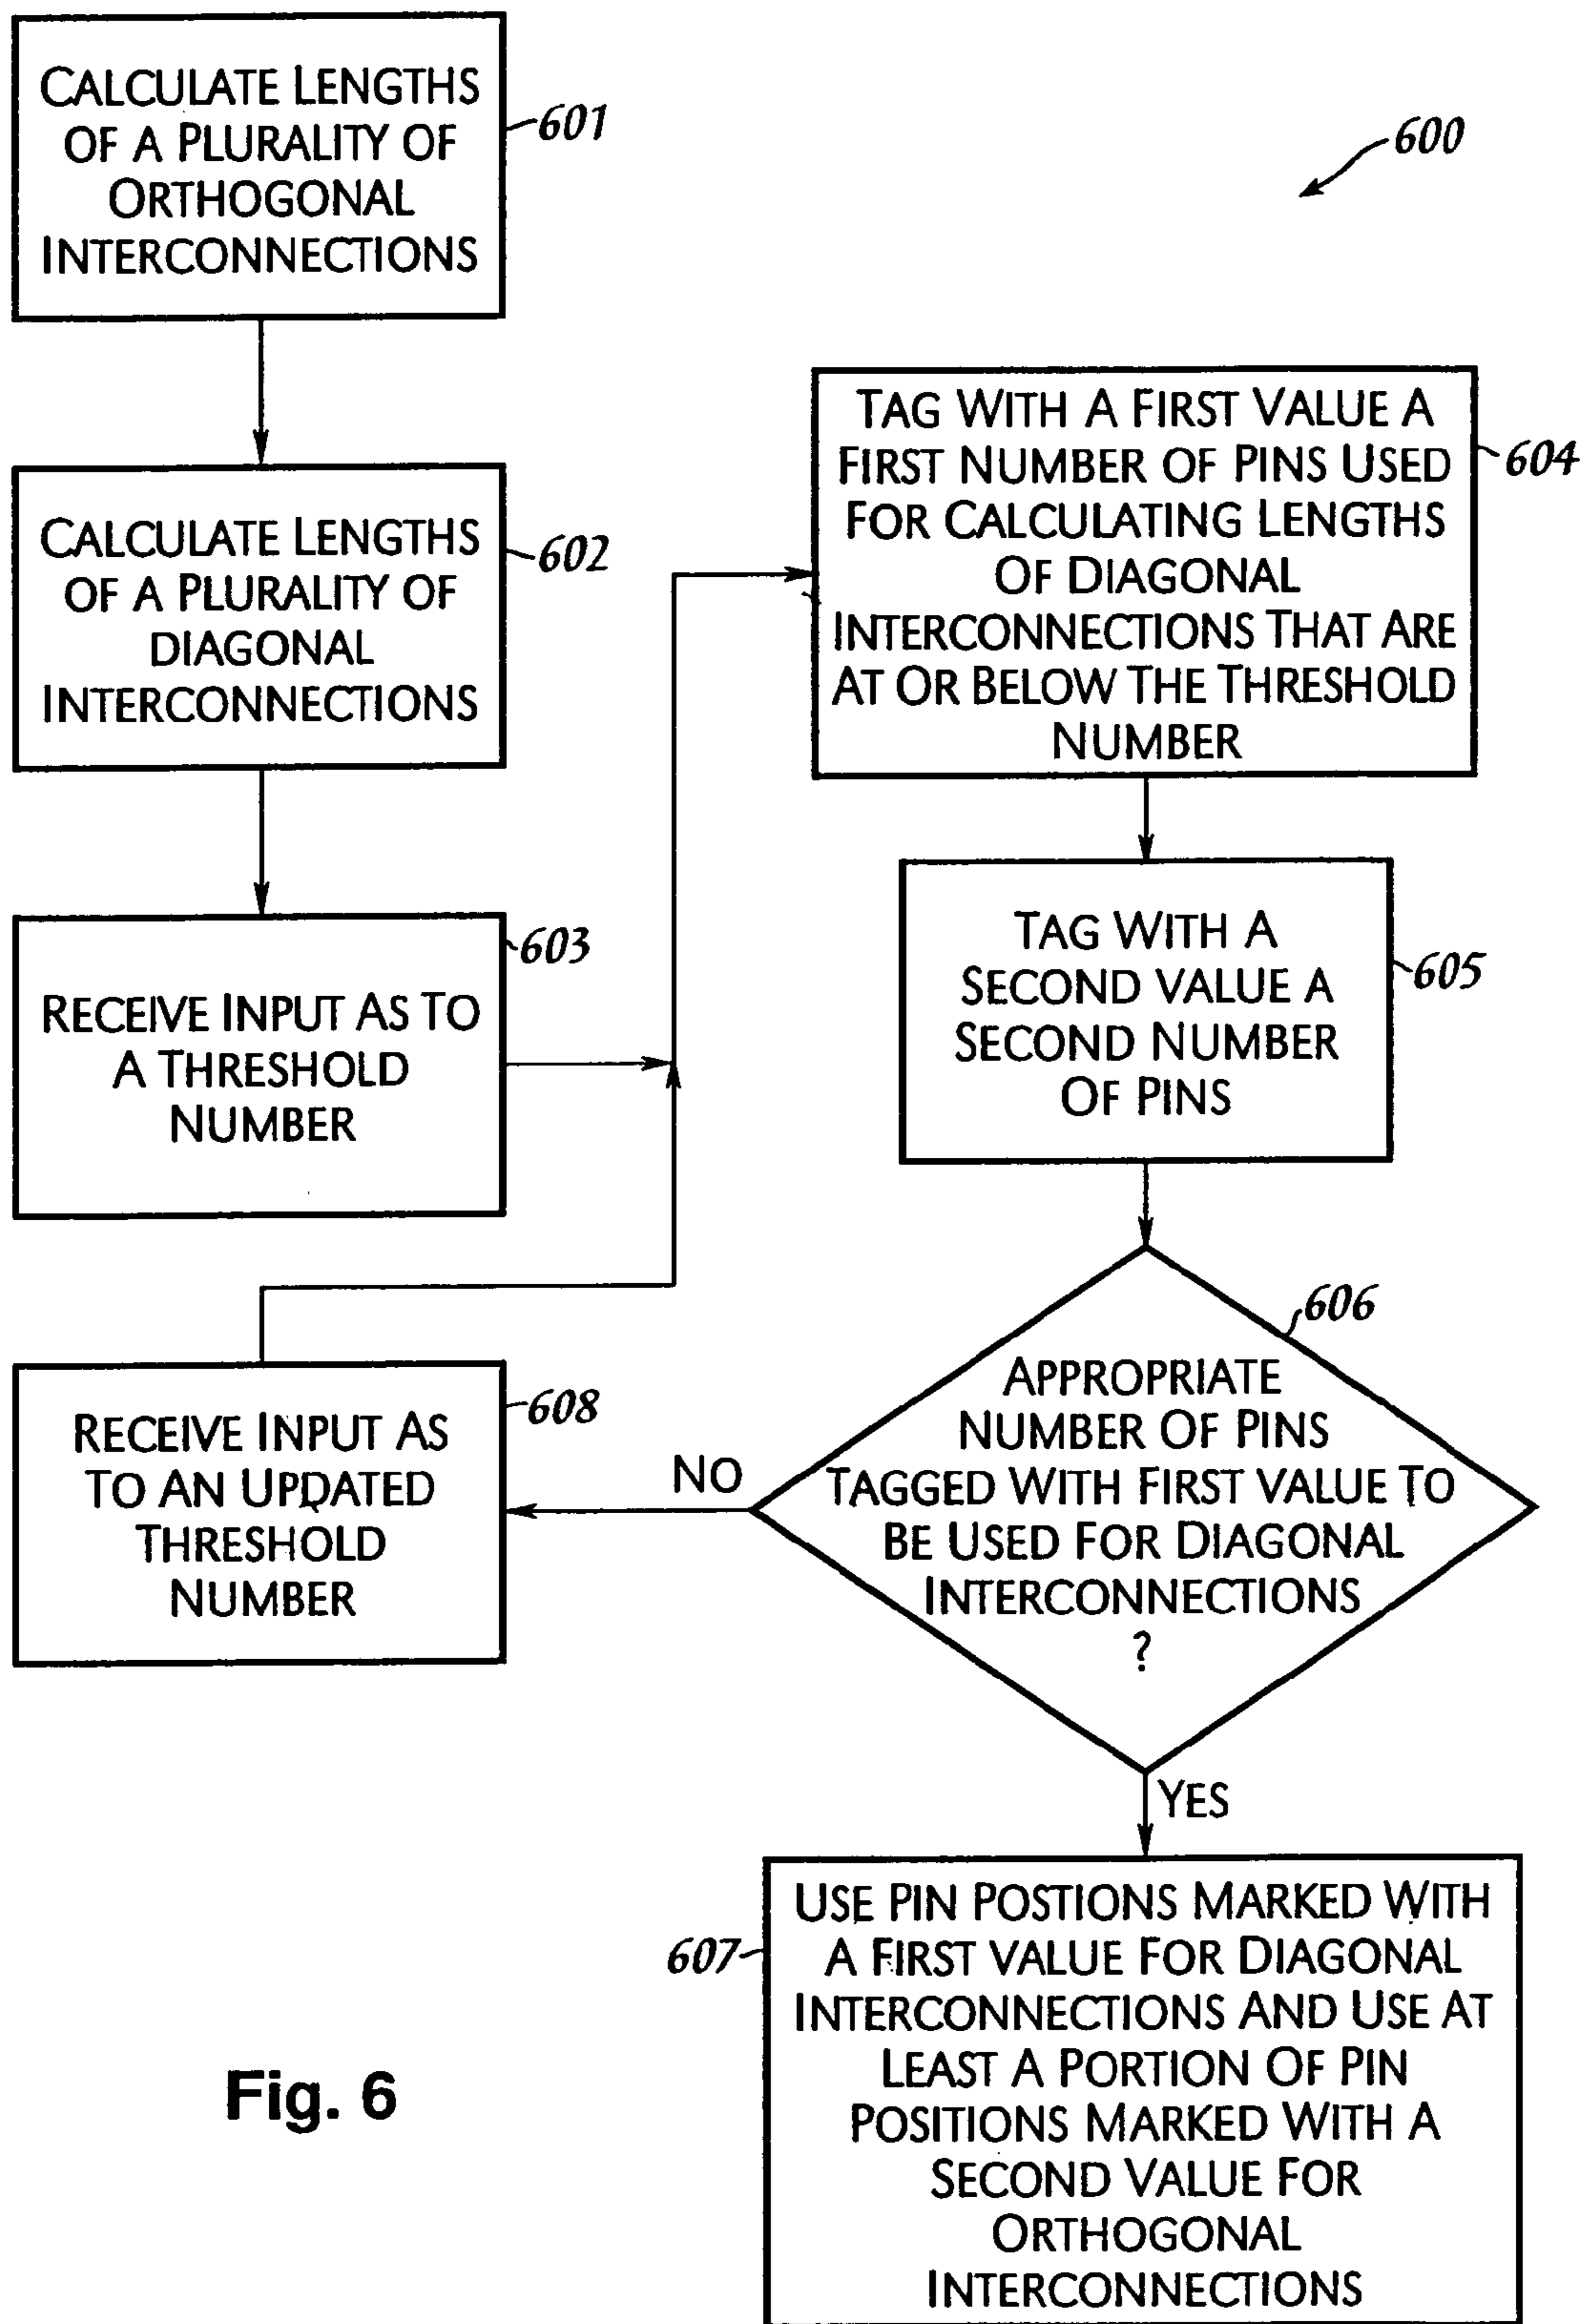 CALCULATE LENGTHS
OF A PLURALITY OF
ORTHOGONAL
INTERCONNECTIONS
601
600
CALCULATE LENGTHS
OF A PLURALITY OF
DIAGONAL
INTERCONNECTIONS
602
RECEIVE INPUT AS TO
A THRESHOLD
NUMBER
603
TAG WITH A FIRST VALUE A
FIRST NUMBER OF PINS USED
FOR CALCULATING LENGTHS
OF DIAGONAL
INTERCONNECTIONS THAT ARE
AT OR BELOW THE THRESHOLD
NUMBER
604
TAG WITH A
SECOND VALUE A
SECOND NUMBER
OF PINS
605
606
APPROPRIATE
NUMBER OF PINS
TAGGED WITH FIRST VALUE TO
BE USED FOR DIAGONAL
INTERCONNECTIONS
?
NO
RECEIVE INPUT AS
TO AN UPDATED
THRESHOLD
NUMBER
608
YES
607
USE PIN POSTIONS MARKED WITH
A FIRST VALUE FOR DIAGONAL
INTERCONNECTIONS AND USE AT
LEAST A PORTION OF PIN
POSITIONS MARKED WITH A
SECOND VALUE FOR
ORTHOGONAL
INTERCONNECTIONS
Fig. 6